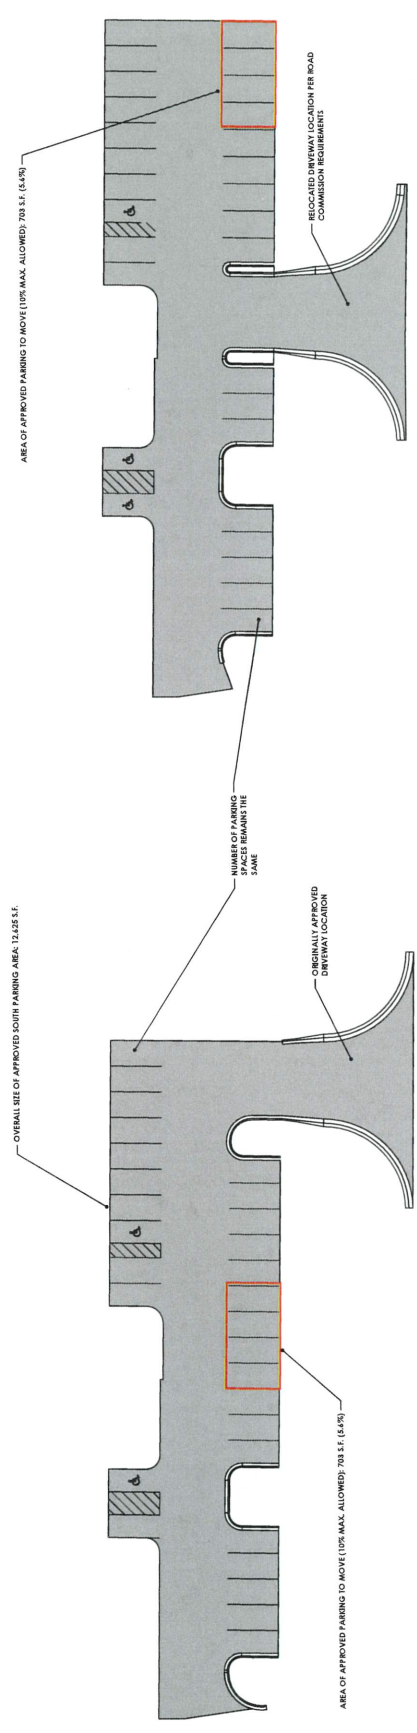 AREA OF APPROVED PARKING TO MOVE (10% MAX. ALLOWED): 703 S.F. (5.6%)
RELOCATED DRIVEWAY LOCATION PER ROAD
COMMISSION REQUIREMENTS
NUMBER OF PARKING
SPACES REMAINS THE
SAME
OVERALL SIZE OF APPROVED SOUTH PARKING AREA: 12,625 S.F.
ORIGINALLY APPROVED
DRIVEWAY LOCATION
AREA OF APPROVED PARKING TO MOVE (10% MAX. ALLOWED): 703 S.F. (5.6%)